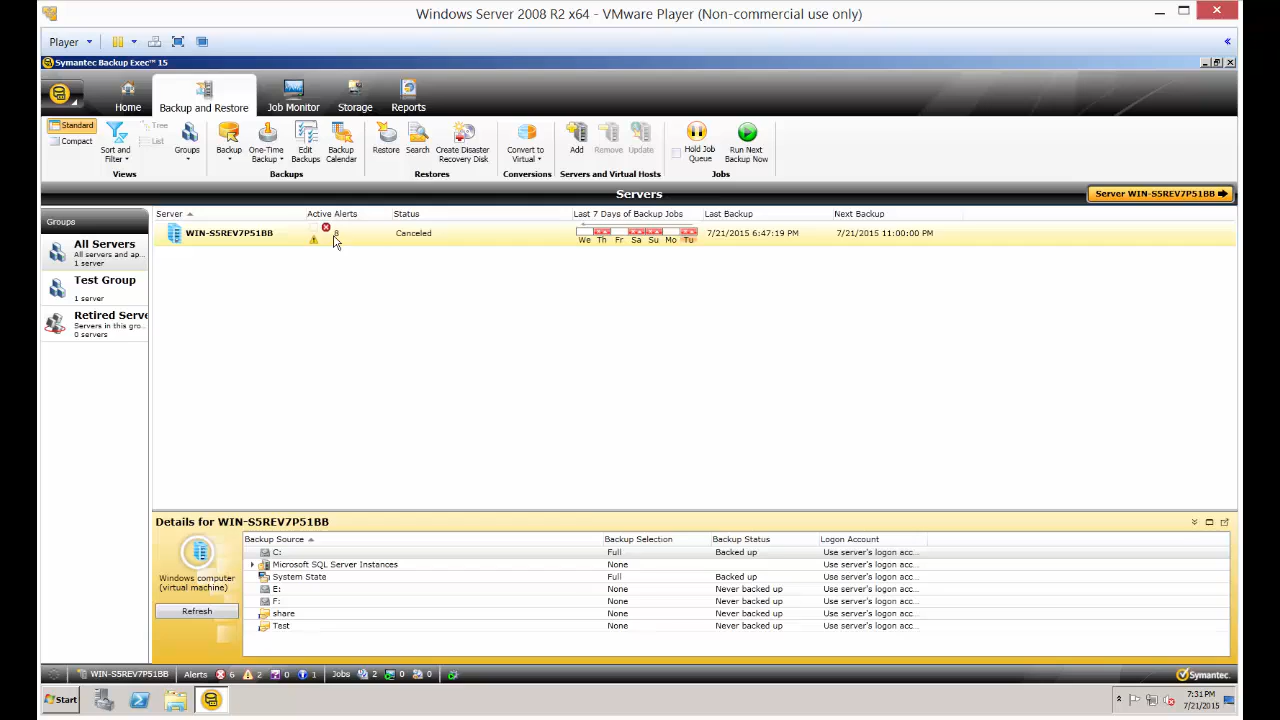 Windows Server 2008 R2 x64 - VMware Player (Non-commercial use only)
Player
Symantec Backup Exec™ 15
Home
Backup and Restore
Job Monitor
Storage
Reports
Standard
Compact
Sort and Filter
Tree
List
Groups
Views
Backup
One-Time Backup
Edit Backups
Backup Calendar
Backups
Restore
Search
Create Disaster Recovery Disk
Restores
Convert to Virtual
Conversions
Add
Remove
Update
Servers and Virtual Hosts
Hold Job Queue
Run Next Backup Now
Jobs
Servers
Server WIN-S5REV7P51BB
Groups
All Servers
All servers and ap...
1 server
Test Group
1 server
Retired Serve
Servers in this gro...
0 servers
Server Active Alerts Status Last 7 Days of Backup Jobs Last Backup Next Backup
WIN-S5REV7P51BB 8 Canceled 7/21/2015 6:47:19 PM 7/21/2015 11:00:00 PM
We Th Fr Sa Su Mo Tu
Details for WIN-S5REV7P51BB
Windows computer
(virtual machine)
Refresh
Backup Source Backup Selection Backup Status Logon Account
C: Full Backed up Use server's logon acc...
Microsoft SQL Server Instances None Use server's logon acc...
System State Full Backed up Use server's logon acc...
E: None Never backed up Use server's logon acc...
F: None Never backed up Use server's logon acc...
share None Never backed up Use server's logon acc...
Test None Never backed up Use server's logon acc...
WIN-S5REV7P51BB Alerts 6 2 0 1 Jobs 2 0 0
Symantec.
Start
7:31 PM
7/21/2015